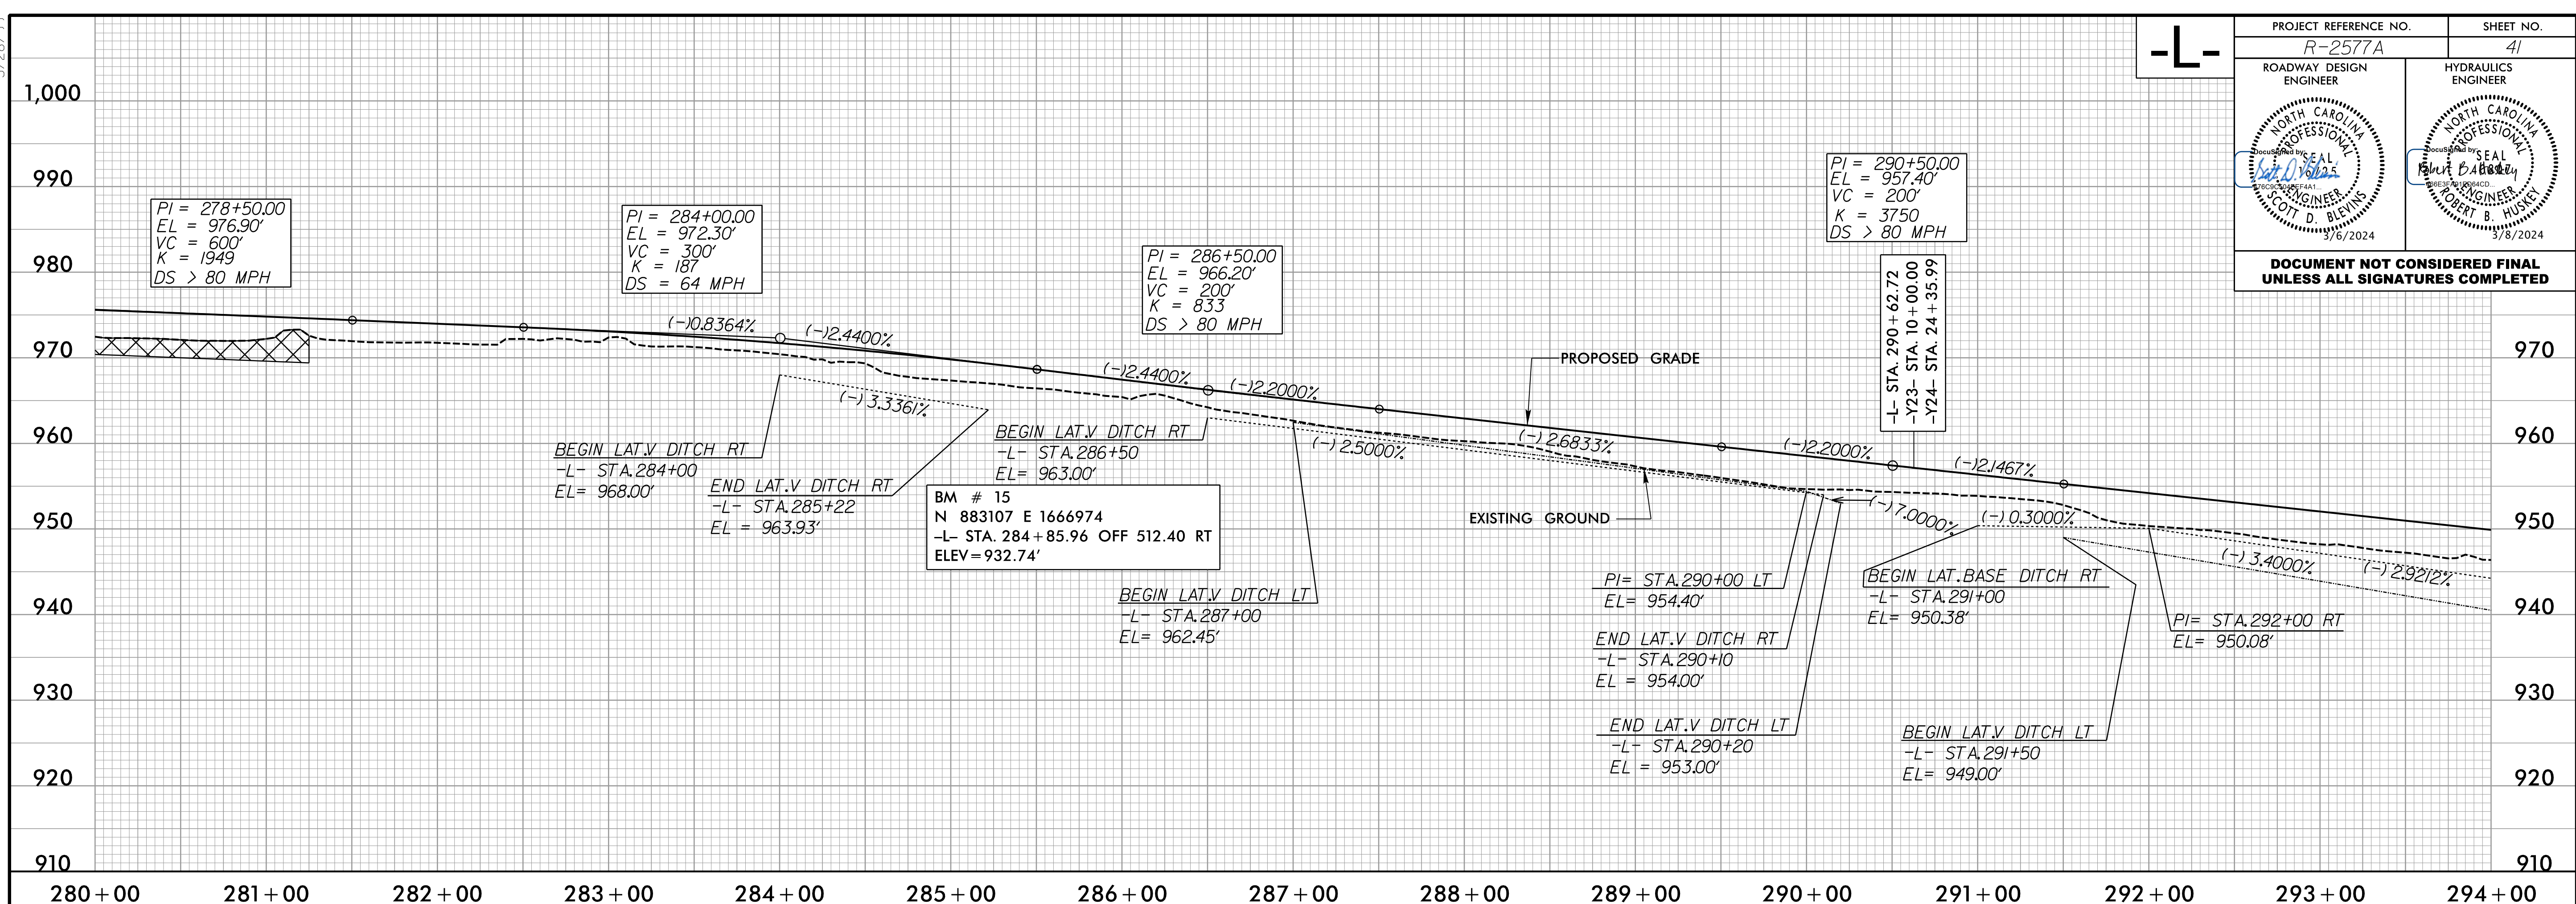 -L-
PROJECT REFERENCE NO. SHEET NO.
R-2577A 41
ROADWAY DESIGN ENGINEER
HYDRAULICS ENGINEER
NORTH CAROLINA
PROFESSIONAL
DocuSigned by:
SEAL
ENGINEER
SCOTT D. BLEVINS
3/6/2024
NORTH CAROLINA
PROFESSIONAL
DocuSigned by:
SEAL
ENGINEER
ROBERT B. HUSKEY
3/8/2024
DOCUMENT NOT CONSIDERED FINAL
UNLESS ALL SIGNATURES COMPLETED
1,000
990
980
970
960
950
940
930
920
910
PI = 278+50.00
EL = 976.90'
VC = 600'
K = 1949
DS > 80 MPH
PI = 284+00.00
EL = 972.30'
VC = 300'
K = 187
DS = 64 MPH
PI = 286+50.00
EL = 966.20'
VC = 200'
K = 833
DS > 80 MPH
PI = 290+50.00
EL = 957.40'
VC = 200'
K = 3750
DS > 80 MPH
-L- STA. 290+62.72
-Y23- STA. 10+00.00
-Y24- STA. 24+35.99
(-)0.8364%
(-)2.4400%
(-)2.4400%
(-)2.2000%
PROPOSED GRADE
(-)2.2000%
(-)2.1467%
(-) 3.3361%
(-) 2.5000%
(-) 2.6833%
(-)7.0000%
(-) 0.3000%
(-) 3.4000%
(-) 2.9212%
EXISTING GROUND
BEGIN LAT.V DITCH RT
-L- STA.284+00
EL= 968.00'
END LAT.V DITCH RT
-L- STA.285+22
EL = 963.93'
BEGIN LAT.V DITCH RT
-L- STA.286+50
EL= 963.00'
BM # 15
N 883107 E 1666974
-L- STA. 284+85.96 OFF 512.40 RT
ELEV=932.74'
BEGIN LAT.V DITCH LT
-L- STA.287+00
EL= 962.45'
PI= STA.290+00 LT
EL= 954.40'
END LAT.V DITCH RT
-L- STA.290+10
EL = 954.00'
END LAT.V DITCH LT
-L- STA.290+20
EL = 953.00'
BEGIN LAT.BASE DITCH RT
-L- STA.291+00
EL= 950.38'
BEGIN LAT.V DITCH LT
-L- STA.291+50
EL= 949.00'
PI= STA.292+00 RT
EL= 950.08'
970
960
950
940
930
920
910
280+00 281+00 282+00 283+00 284+00 285+00 286+00 287+00 288+00 289+00 290+00 291+00 292+00 293+00 294+00